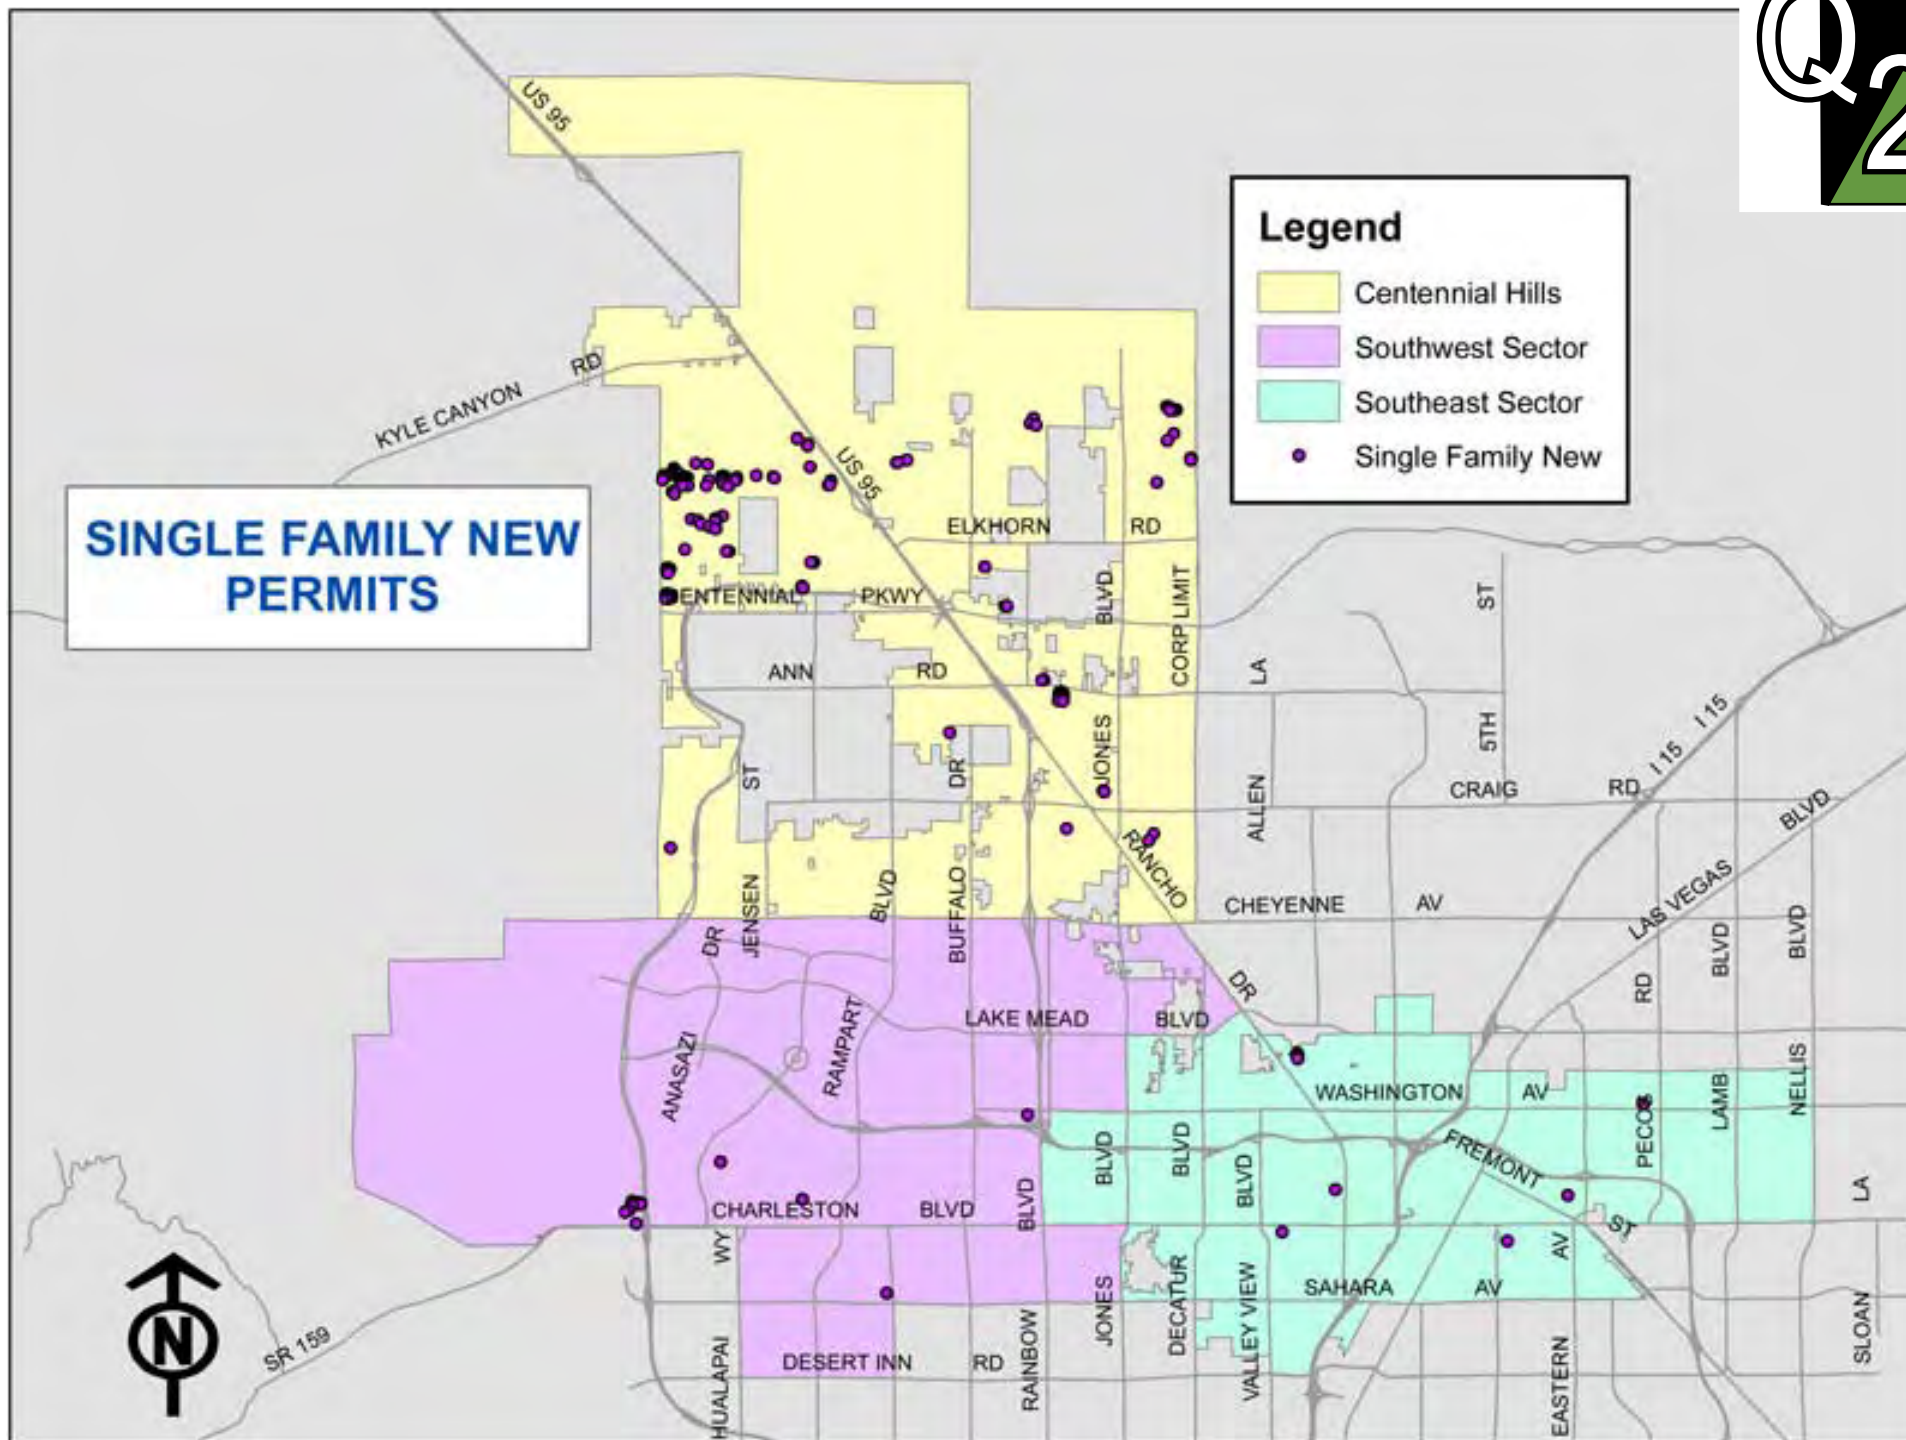 Q
2
US 95
Legend
Centennial Hills
Southwest Sector
Southeast Sector
Single Family New
KYLE CANYON RD
SINGLE FAMILY NEW
PERMITS
US 95
ELKHORN RD
ENTENNIAL PKWY
BLVD
CORP LIMIT
ST
ANN RD
LA
5TH
I 15
I 15
JONES
ST
DR
ALLEN
CRAIG RD
BLVD
RANCHO
CHEYENNE AV
LAS VEGAS
JENSEN
BLVD
BUFFALO
DR
RD
BLVD
BLVD
DR
LAKE MEAD BLVD
ANASAZI
RAMPART
WASHINGTON AV
PECOS
LAMB
NELLIS
FREMONT
ST
BLVD
BLVD
BLVD
BLVD
CHARLESTON BLVD
LA
WY
AV
SAHARA AV
JONES
DECATUR
VALLEY VIEW
SLOAN
SR 159
N
HUALAPAI
DESERT INN RD
RAINBOW
EASTERN